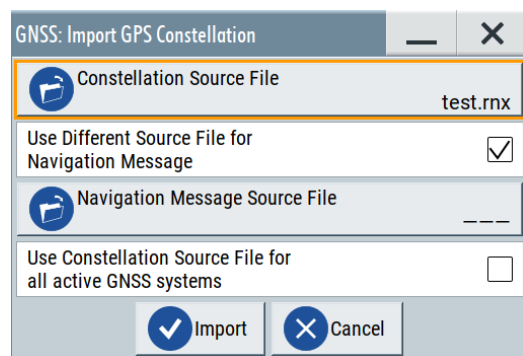 GNSS: Import GPS Constellation
Constellation Source File
test.rnx
Use Different Source File for
Navigation Message
Navigation Message Source File
___
Use Constellation Source File for
all active GNSS systems
Import
Cancel